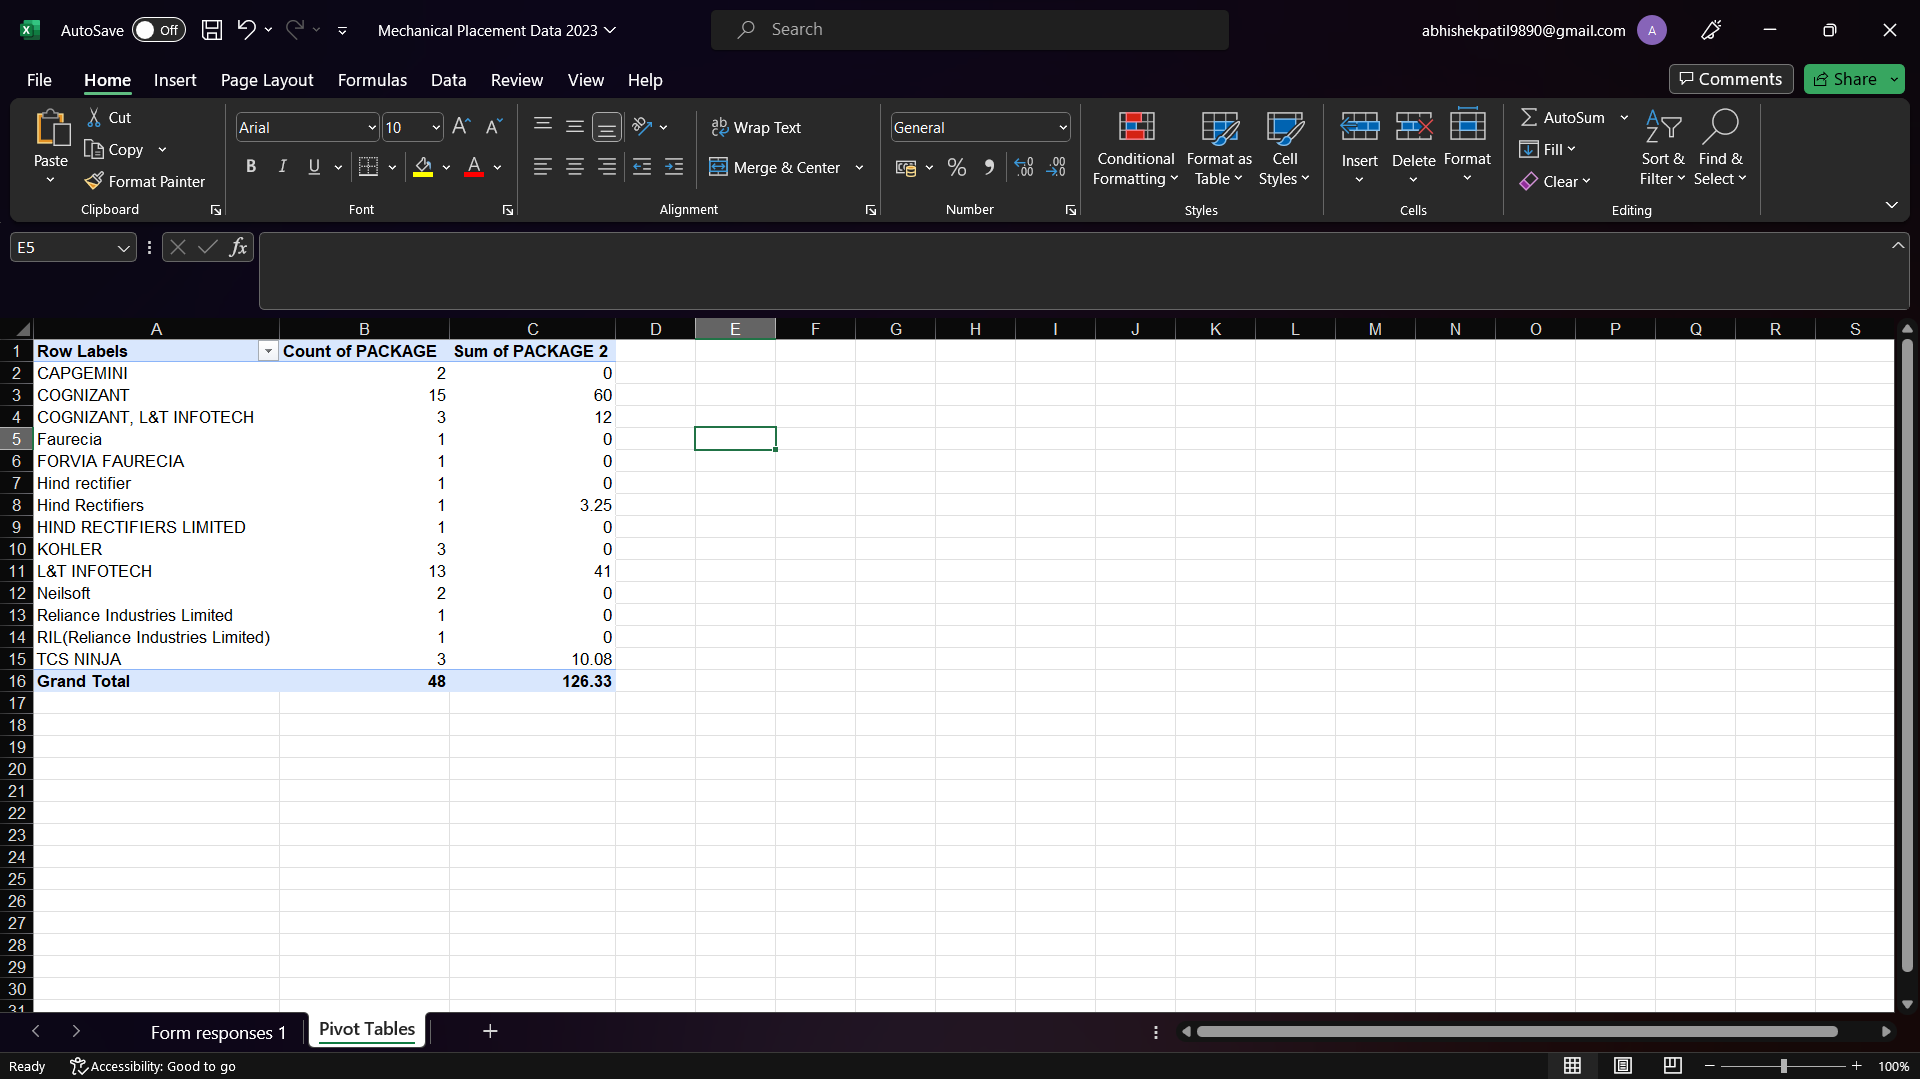 AutoSave Off Mechanical Placement Data 2023 Search abhishekpatil9890@gmail.com A
File Home Insert Page Layout Formulas Data Review View Help Comments Share
Paste Cut Copy Format Painter Clipboard
Arial 10 B I U A Font
ab Wrap Text Merge & Center Alignment
General % Number
Conditional Formatting Format as Table Cell Styles Styles
Insert Delete Format Cells
AutoSum Fill Clear Sort & Filter Find & Select Editing
E5 fx
A B C D E F G H I J K L M N O P Q R S
1 Row Labels Count of PACKAGE Sum of PACKAGE 2
2 CAPGEMINI 2 0
3 COGNIZANT 15 60
4 COGNIZANT, L&T INFOTECH 3 12
5 Faurecia 1 0
6 FORVIA FAURECIA 1 0
7 Hind rectifier 1 0
8 Hind Rectifiers 1 3.25
9 HIND RECTIFIERS LIMITED 1 0
10 KOHLER 3 0
11 L&T INFOTECH 13 41
12 Neilsoft 2 0
13 Reliance Industries Limited 1 0
14 RIL(Reliance Industries Limited) 1 0
15 TCS NINJA 3 10.08
16 Grand Total 48 126.33
17
18
19
20
21
22
23
24
25
26
27
28
29
30
31
Form responses 1 Pivot Tables
Ready Accessibility: Good to go 100%